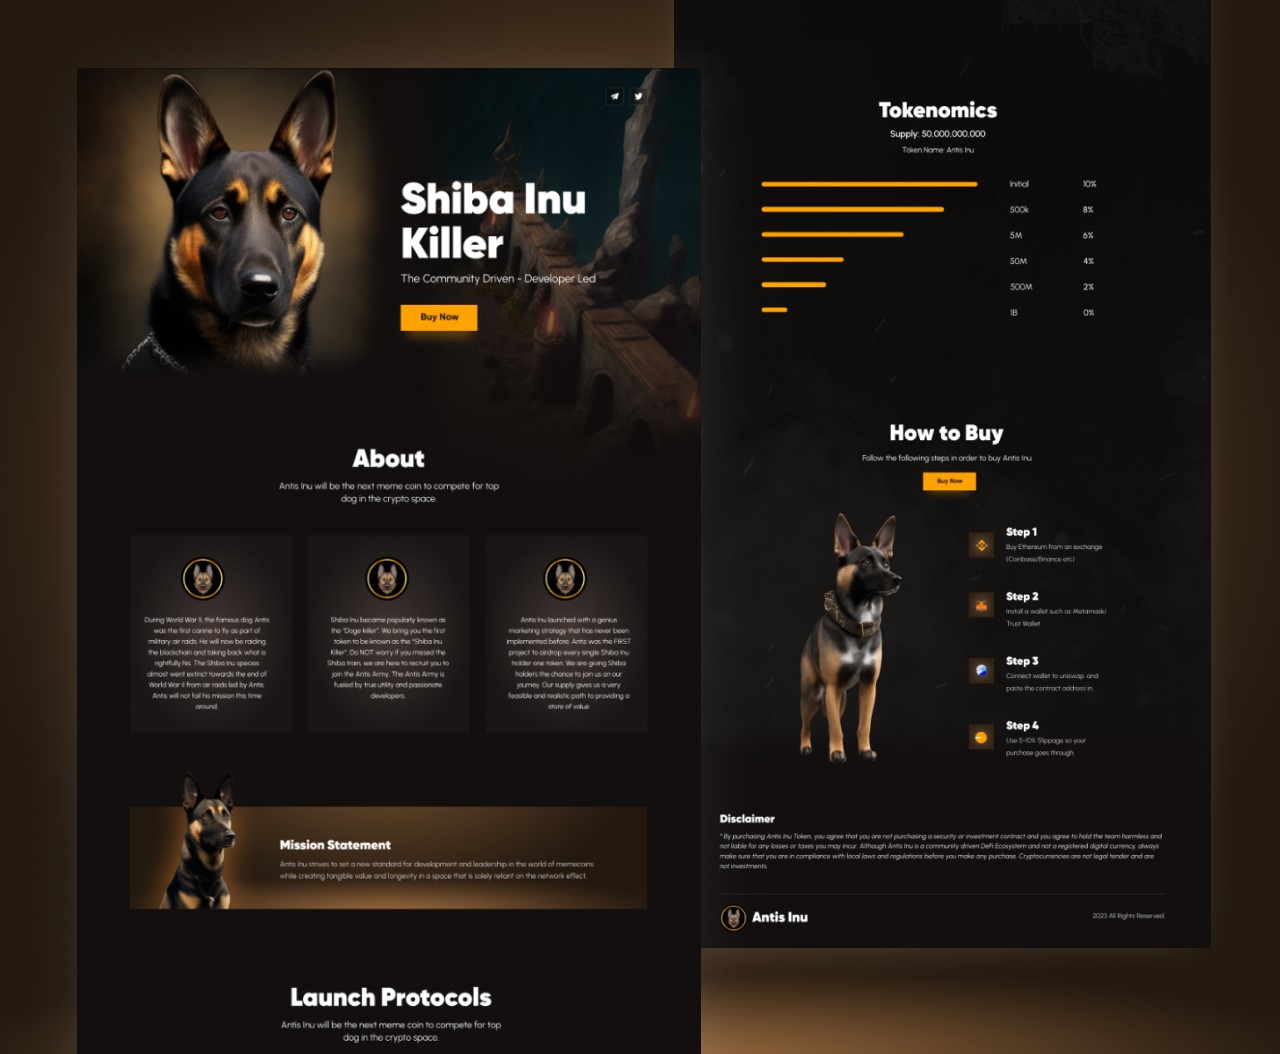 Shiba Inu
Killer
The Community Driven - Developer Led
Buy Now
About
Antis Inu will be the next meme coin to compete for top
dog in the crypto space.
During World War II, the famous dog Antis
was the first canine to fly as part of
military air raids. He will now be raiding
the blockchain and taking back what is
rightfully his. The Shiba Inu species
almost went extinct towards the end of
World War II from air raids led by Antis.
Antis will not fail his mission this time
around.
Shiba Inu became popularly known as
the "Doge killer". We bring you the first
token to be known as the "Shiba Inu
Killer". Do NOT worry if you missed the
Shiba train, we are here to recruit you to
join the Antis Army. The Antis Army is
fueled by true utility and passionate
developers.
Antis Inu launched with a genius
marketing strategy that has never been
implemented before. Antis was the FIRST
project to airdrop every single Shiba Inu
holder one token. We are giving Shiba
holders the chance to join us on our
journey. Our supply gives us a very
feasible and realistic path to providing a
store of value
Mission Statement
Antis Inu strives to set a new standard for development and leadership in the world of memecoins
while creating tangible value and longevity in a space that is solely reliant on the network effect.
Launch Protocols
Antis Inu will be the next meme coin to compete for top
dog in the crypto space.
Tokenomics
Supply: 50,000,000,000
Token Name: Antis Inu
Initial 10%
500k 8%
5M 6%
50M 4%
500M 2%
1B 0%
How to Buy
Follow the following steps in order to buy Antis Inu
Buy Now
Step 1
Buy Ethereum from an exchange
(Coinbase/Binance etc)
Step 2
Install a wallet such as Metamask/
Trust Wallet
Step 3
Connect wallet to uniswap, and
paste the contract address in.
Step 4
Use 5-10% Slippage so your
purchase goes through.
Disclaimer
* By purchasing Antis Inu Token, you agree that you are not purchasing a security or investment contract and you agree to hold the team harmless and
not liable for any losses or taxes you may incur. Although Antis Inu is a community driven DeFi Ecosystem and not a registered digital currency, always
make sure that you are in compliance with local laws and regulations before you make any purchase. Cryptocurrencies are not legal tender and are
not investments.
Antis Inu
2023 All Rights Reserved